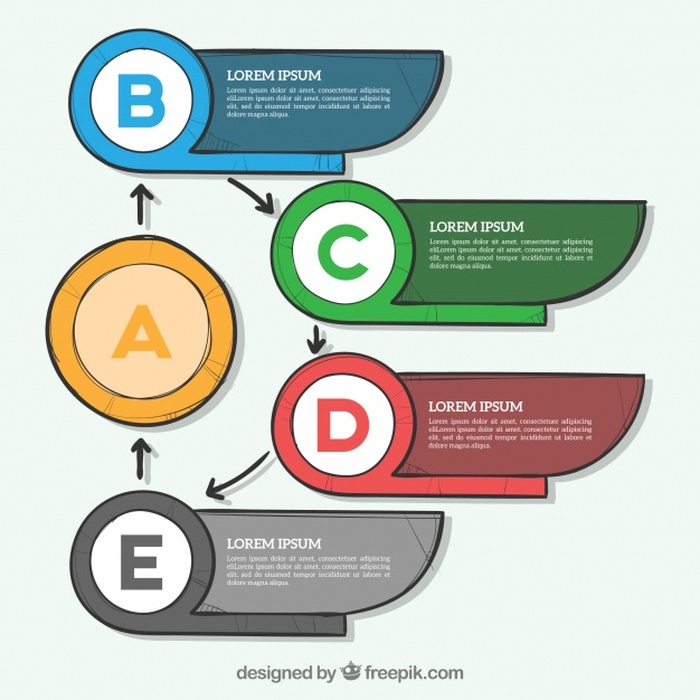 B
LOREM IPSUM
Lorem ipsum dolor sit amet, consectetuer adipiscing
eliLorem ipsum dolor sit amet, consectetuer adipiscing
elit, sed do eiusmod tempor incididunt ut labore et
dolore magna aliqua.
C
LOREM IPSUM
Lorem ipsum dolor sit amet, consectetuer adipiscing
eliLorem ipsum dolor sit amet, consectetuer adipiscing
elit, sed do eiusmod tempor incididunt ut labore et
dolore magna aliqua.
A
D
LOREM IPSUM
Lorem ipsum dolor sit amet, consectetuer adipiscing
eliLorem ipsum dolor sit amet, consectetuer adipiscing
elit, sed do eiusmod tempor incididunt ut labore et
dolore magna aliqua.
E
LOREM IPSUM
Lorem ipsum dolor sit amet, consectetuer adipiscing
eliLorem ipsum dolor sit amet, consectetuer adipiscing
elit, sed do eiusmod tempor incididunt ut labore et
dolore magna aliqua.
designed by freepik.com